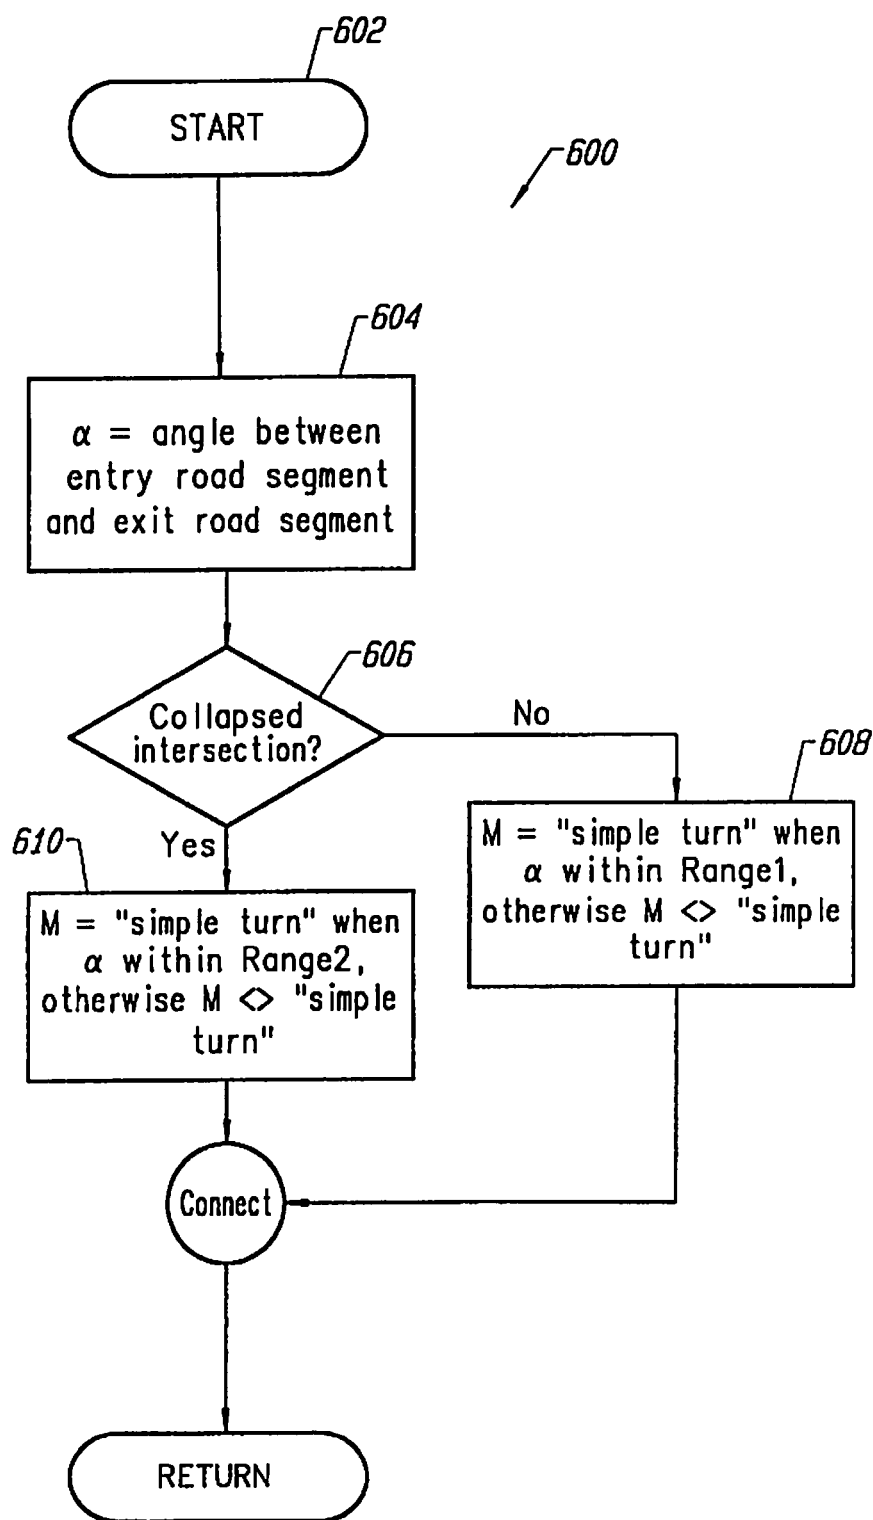 602
START
600
604
α = angle between
entry road segment
and exit road segment
606
Collapsed
intersection?
No
608
M = "simple turn" when
α within Range1,
otherwise M <> "simple
turn"
Yes
610
M = "simple turn" when
α within Range2,
otherwise M <> "simple
turn"
Connect
RETURN